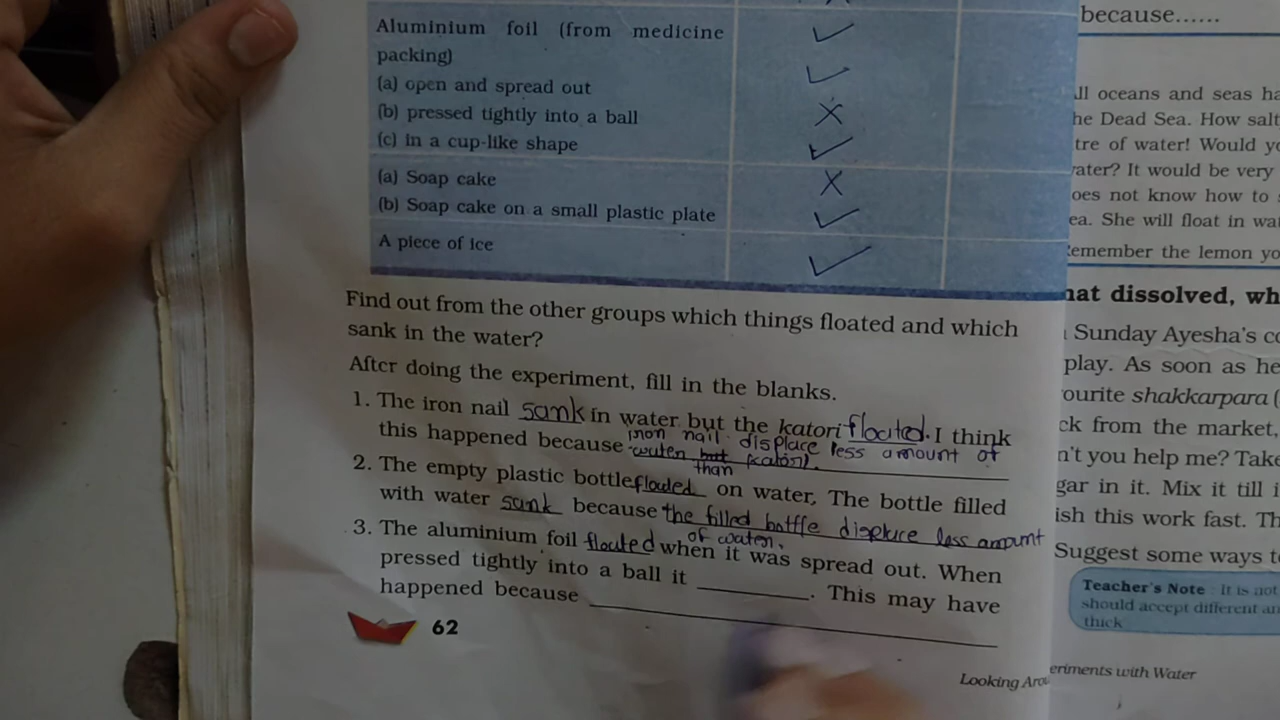 because......
Aluminium foil (from medicine
packing)
(a) open and spread out
(b) pressed tightly into a ball
(c) in a cup-like shape
(a) Soap cake
(b) Soap cake on a small plastic plate
A piece of ice
Find out from the other groups which things floated and which
sank in the water?
After doing the experiment, fill in the blanks.
1. The iron nail sank in water but the katori floated. I think
this happened because iron nail displace less amount of
water than katori.
2. The empty plastic bottle floated on water, The bottle filled
with water sank because the filled bottle displace less amount
of water.
3. The aluminium foil floated when it was spread out. When
pressed tightly into a ball it ________. This may have
happened because ________
62
Looking
ll oceans and seas
he Dead Sea. How salt
tre of water! Would
ater? It would be very
oes not know how to
ea. She will float in
emember the lemon
hat dissolved,
Sunday Ayesha's
play. As soon as he
ourite shakkarpara (
ck from the market,
n't you help me? Take
gar in it. Mix it till
ish this work fast.
Suggest some ways
Teacher's Note : It is not
should accept different
thick
eriments with Water